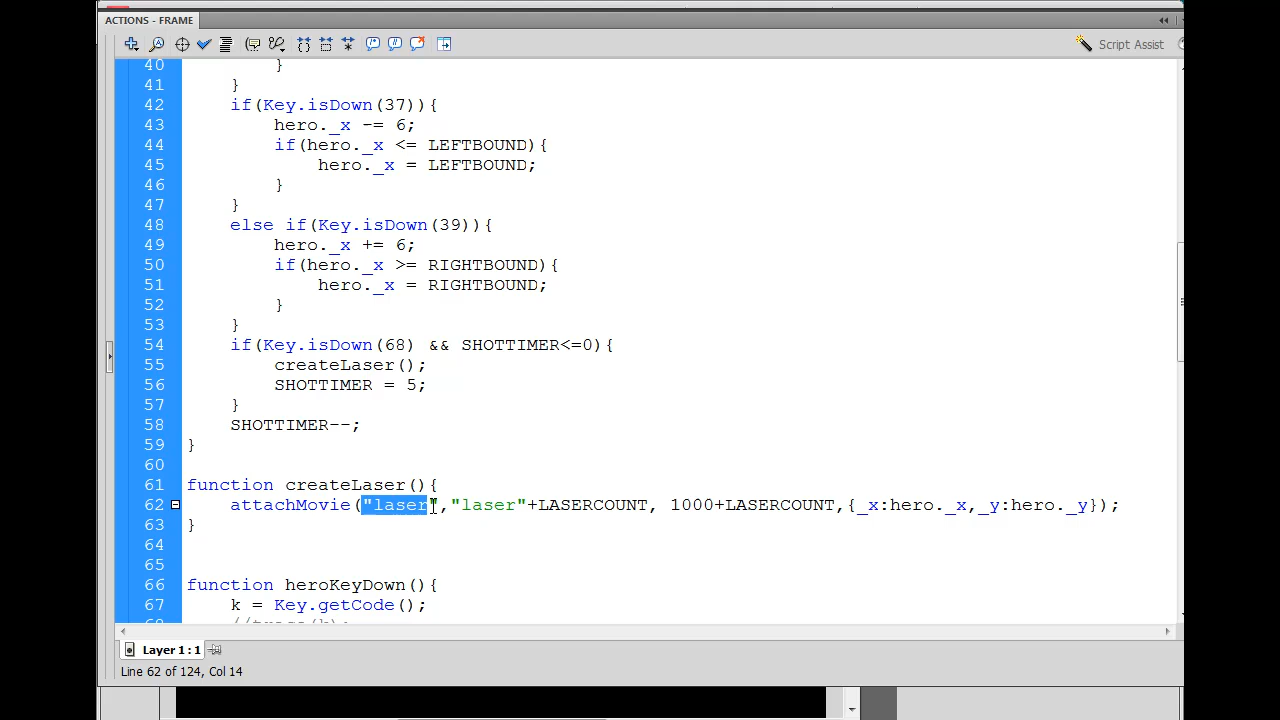 ACTIONS - FRAME
Script Assist
40 }
41 }
42 if(Key.isDown(37)){
43 hero._x -= 6;
44 if(hero._x <= LEFTBOUND){
45 hero._x = LEFTBOUND;
46 }
47 }
48 else if(Key.isDown(39)){
49 hero._x += 6;
50 if(hero._x >= RIGHTBOUND){
51 hero._x = RIGHTBOUND;
52 }
53 }
54 if(Key.isDown(68) && SHOTTIMER<=0){
55 createLaser();
56 SHOTTIMER = 5;
57 }
58 SHOTTIMER--;
59 }
60
61 function createLaser(){
62 attachMovie("laser","laser"+LASERCOUNT, 1000+LASERCOUNT,{_x:hero._x,_y:hero._y});
63 }
64
65
66 function heroKeyDown(){
67 k = Key.getCode();
Layer 1 : 1
Line 62 of 124, Col 14